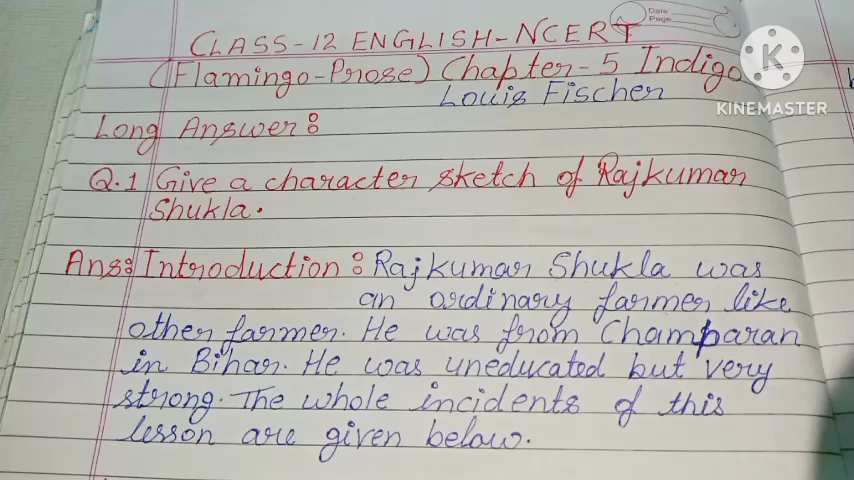 Date
Page
CLASS-12 ENGLISH-NCERT
(Flamingo-Prose) Chapter-5 Indigo
Louis Fischer
K
KINEMASTER
Long Answer:
Q.1 Give a character sketch of Rajkumar
Shukla.
Ans: Introduction: Rajkumar Shukla was
an ordinary farmer like
other farmer. He was from Champaran
in Bihar. He was uneducated but very
strong. The whole incidents of this
lesson are given below.